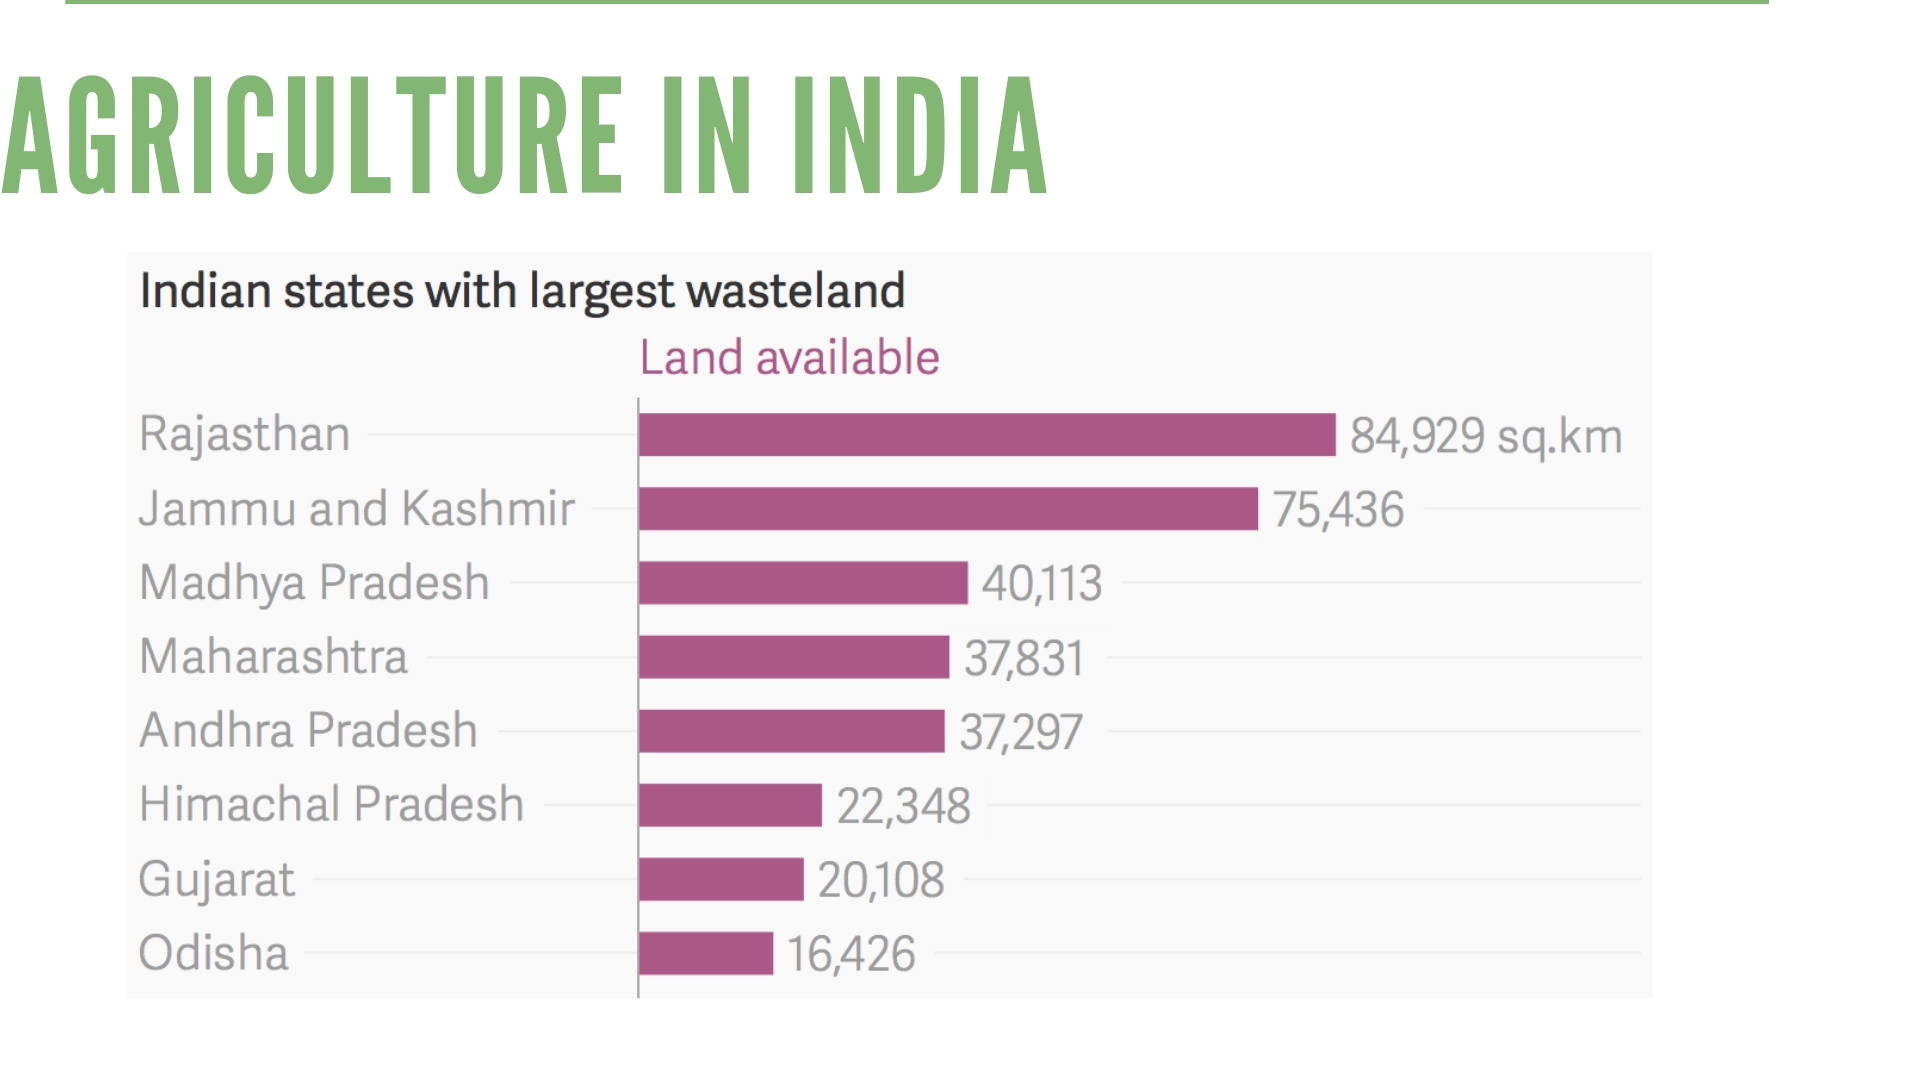 AGRICULTURE IN INDIA
Indian states with largest wasteland
Land available
Rajasthan 84,929 sq.km
Jammu and Kashmir 75,436
Madhya Pradesh 40,113
Maharashtra 37,831
Andhra Pradesh 37,297
Himachal Pradesh 22,348
Gujarat 20,108
Odisha 16,426